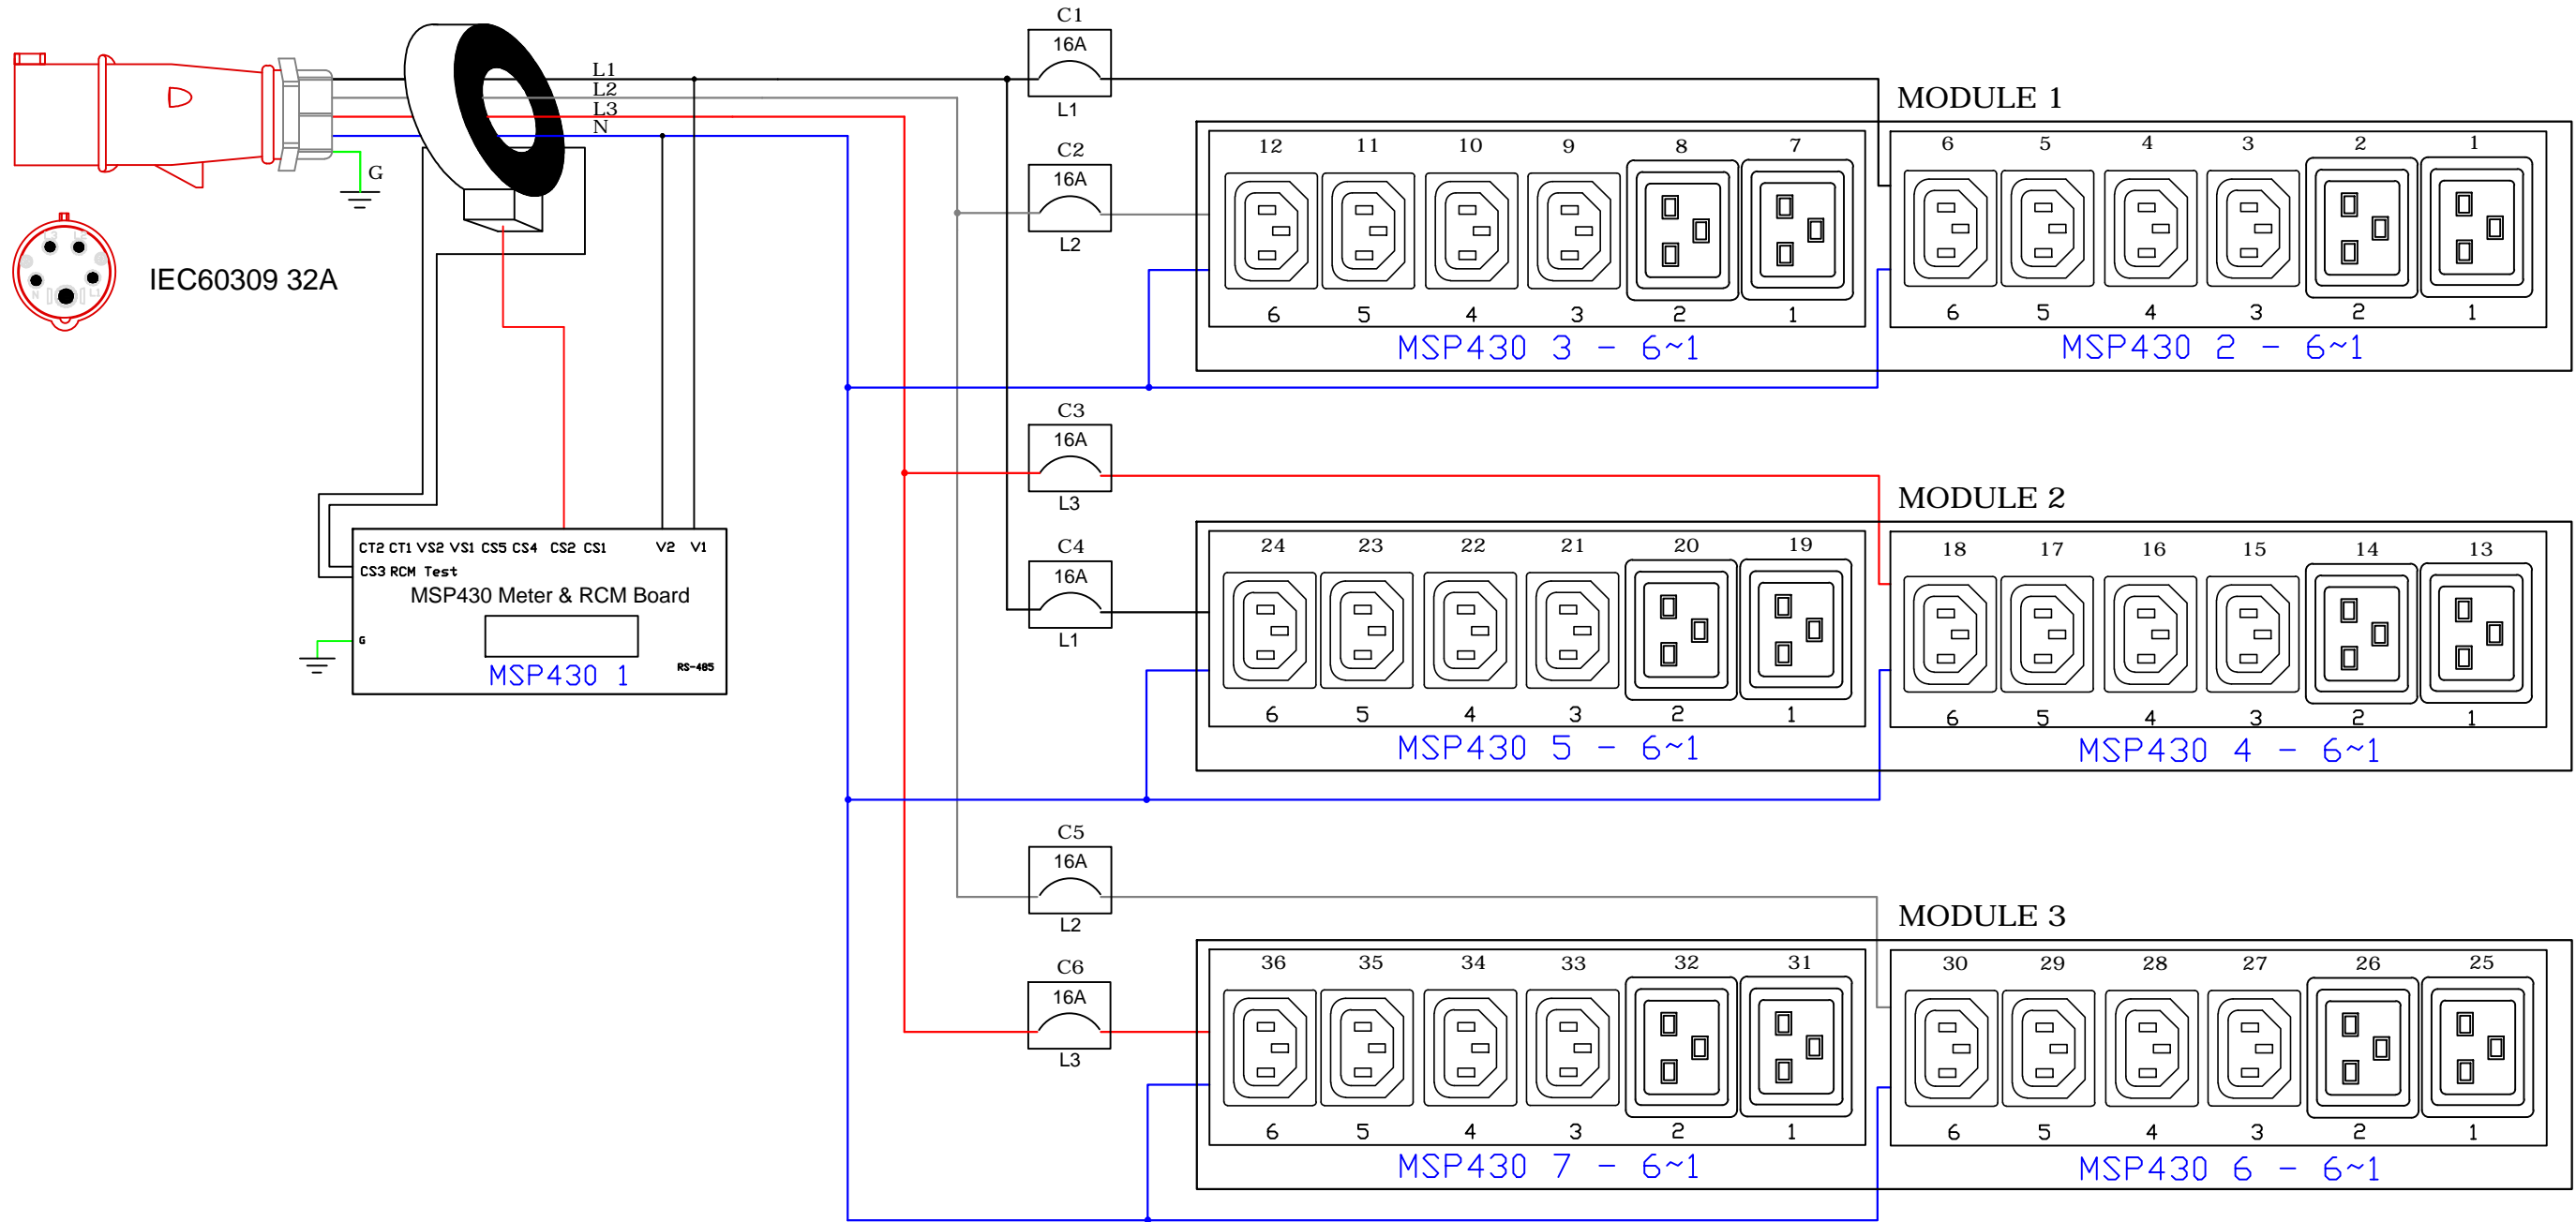 C1
16A
L1
L1
L2
L3
N
G
IEC60309 32A
L3 L2
N L1
C2
16A
L2
MODULE 1
12 11 10 9 8 7
6 5 4 3 2 1
MSP430 3 - 6~1
6 5 4 3 2 1
6 5 4 3 2 1
MSP430 2 - 6~1
C3
16A
L3
C4
16A
L1
MODULE 2
24 23 22 21 20 19
6 5 4 3 2 1
MSP430 5 - 6~1
18 17 16 15 14 13
6 5 4 3 2 1
MSP430 4 - 6~1
CT2 CT1 VS2 VS1 CS5 CS4 CS2 CS1 V2 V1
CS3 RCM Test
MSP430 Meter & RCM Board
G
MSP430 1
RS-485
C5
16A
L2
C6
16A
L3
MODULE 3
36 35 34 33 32 31
6 5 4 3 2 1
MSP430 7 - 6~1
30 29 28 27 26 25
6 5 4 3 2 1
MSP430 6 - 6~1